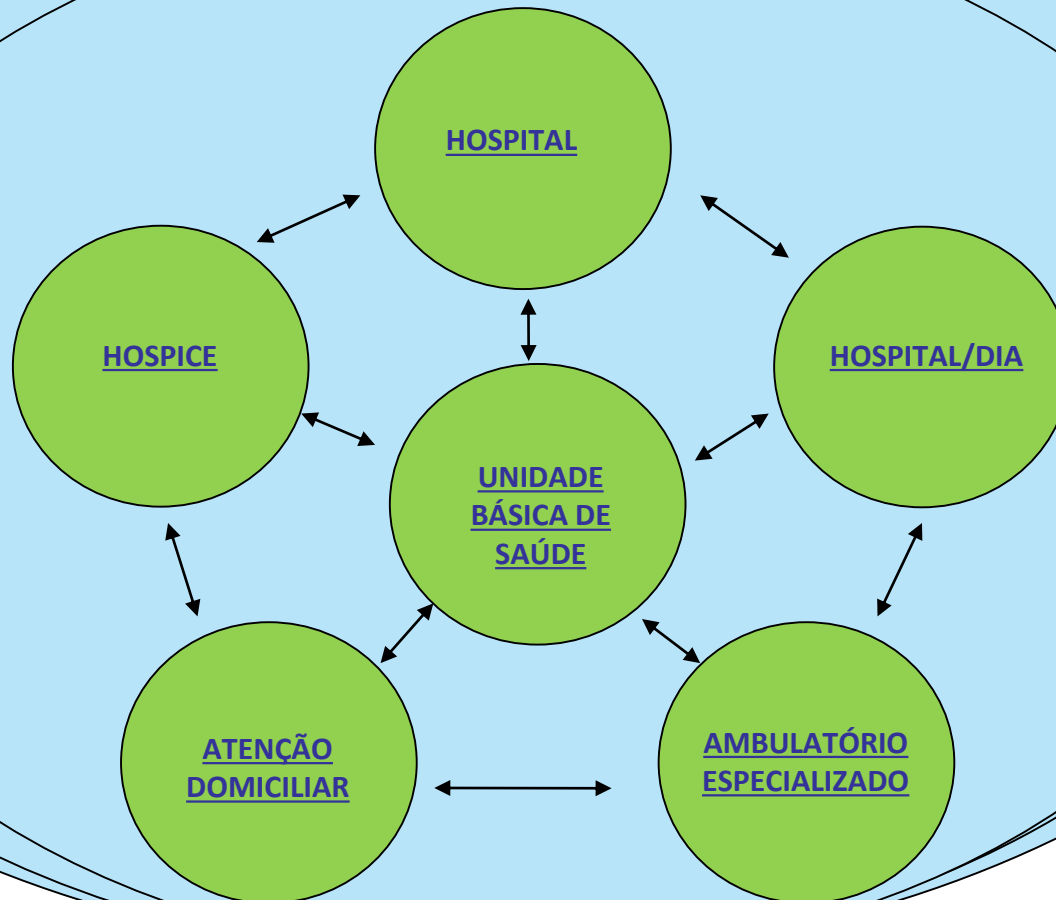 HOSPITAL
HOSPICE
HOSPITAL/DIA
UNIDADE
BÁSICA DE
SAÚDE
ATENÇÃO
DOMICILIAR
AMBULATÓRIO
ESPECIALIZADO